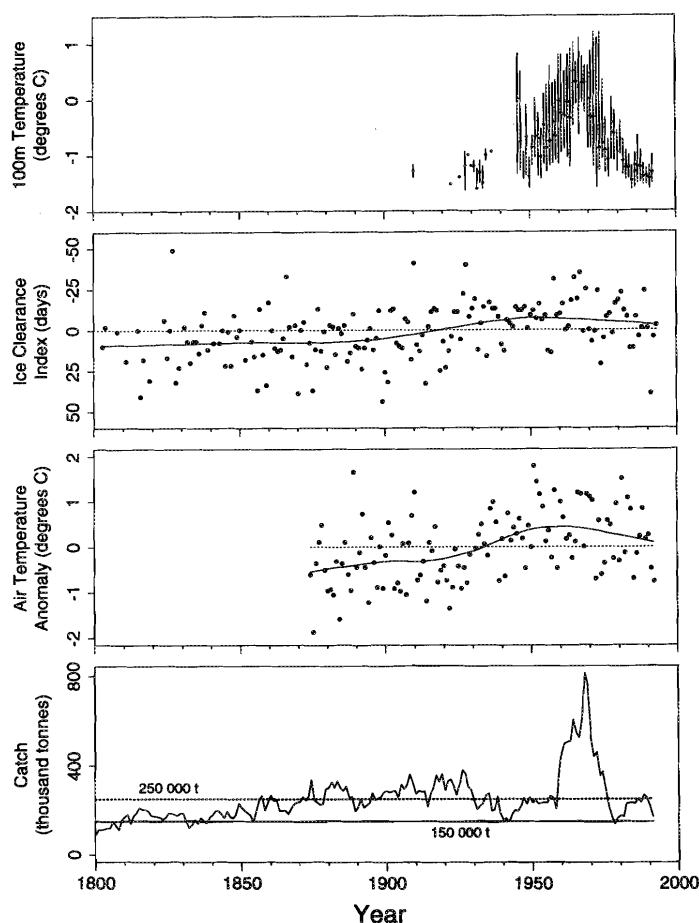 100m Temperature
(degrees C)
1
0
-1
-2
Ice Clearance
Index (days)
-50
-25
0
25
50
Air Temperature
Anomaly (degrees C)
2
1
0
-1
-2
Catch
(thousand tonnes)
800
400
0
250 000 t
150 000 t
1800
1850
1900
1950
2000
Year